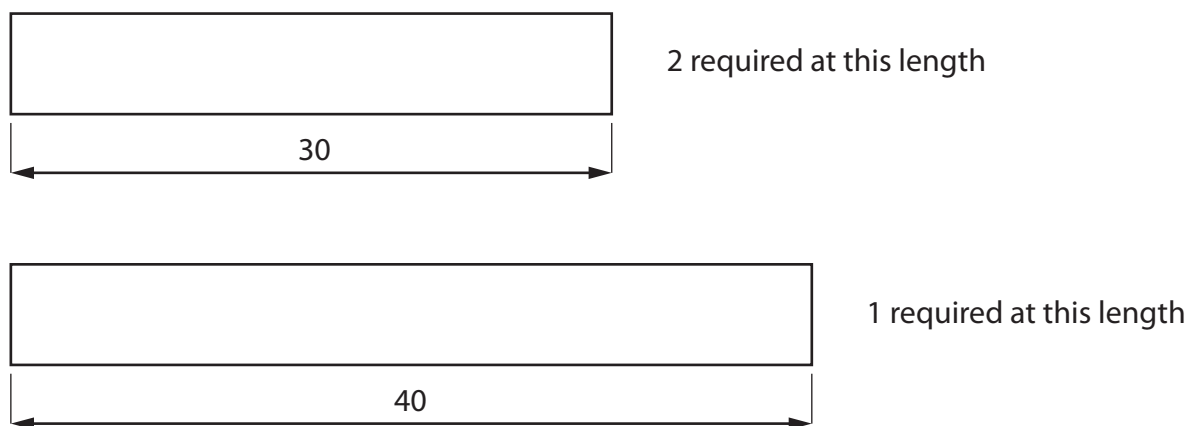 2 required at this length
30
1 required at this length
40